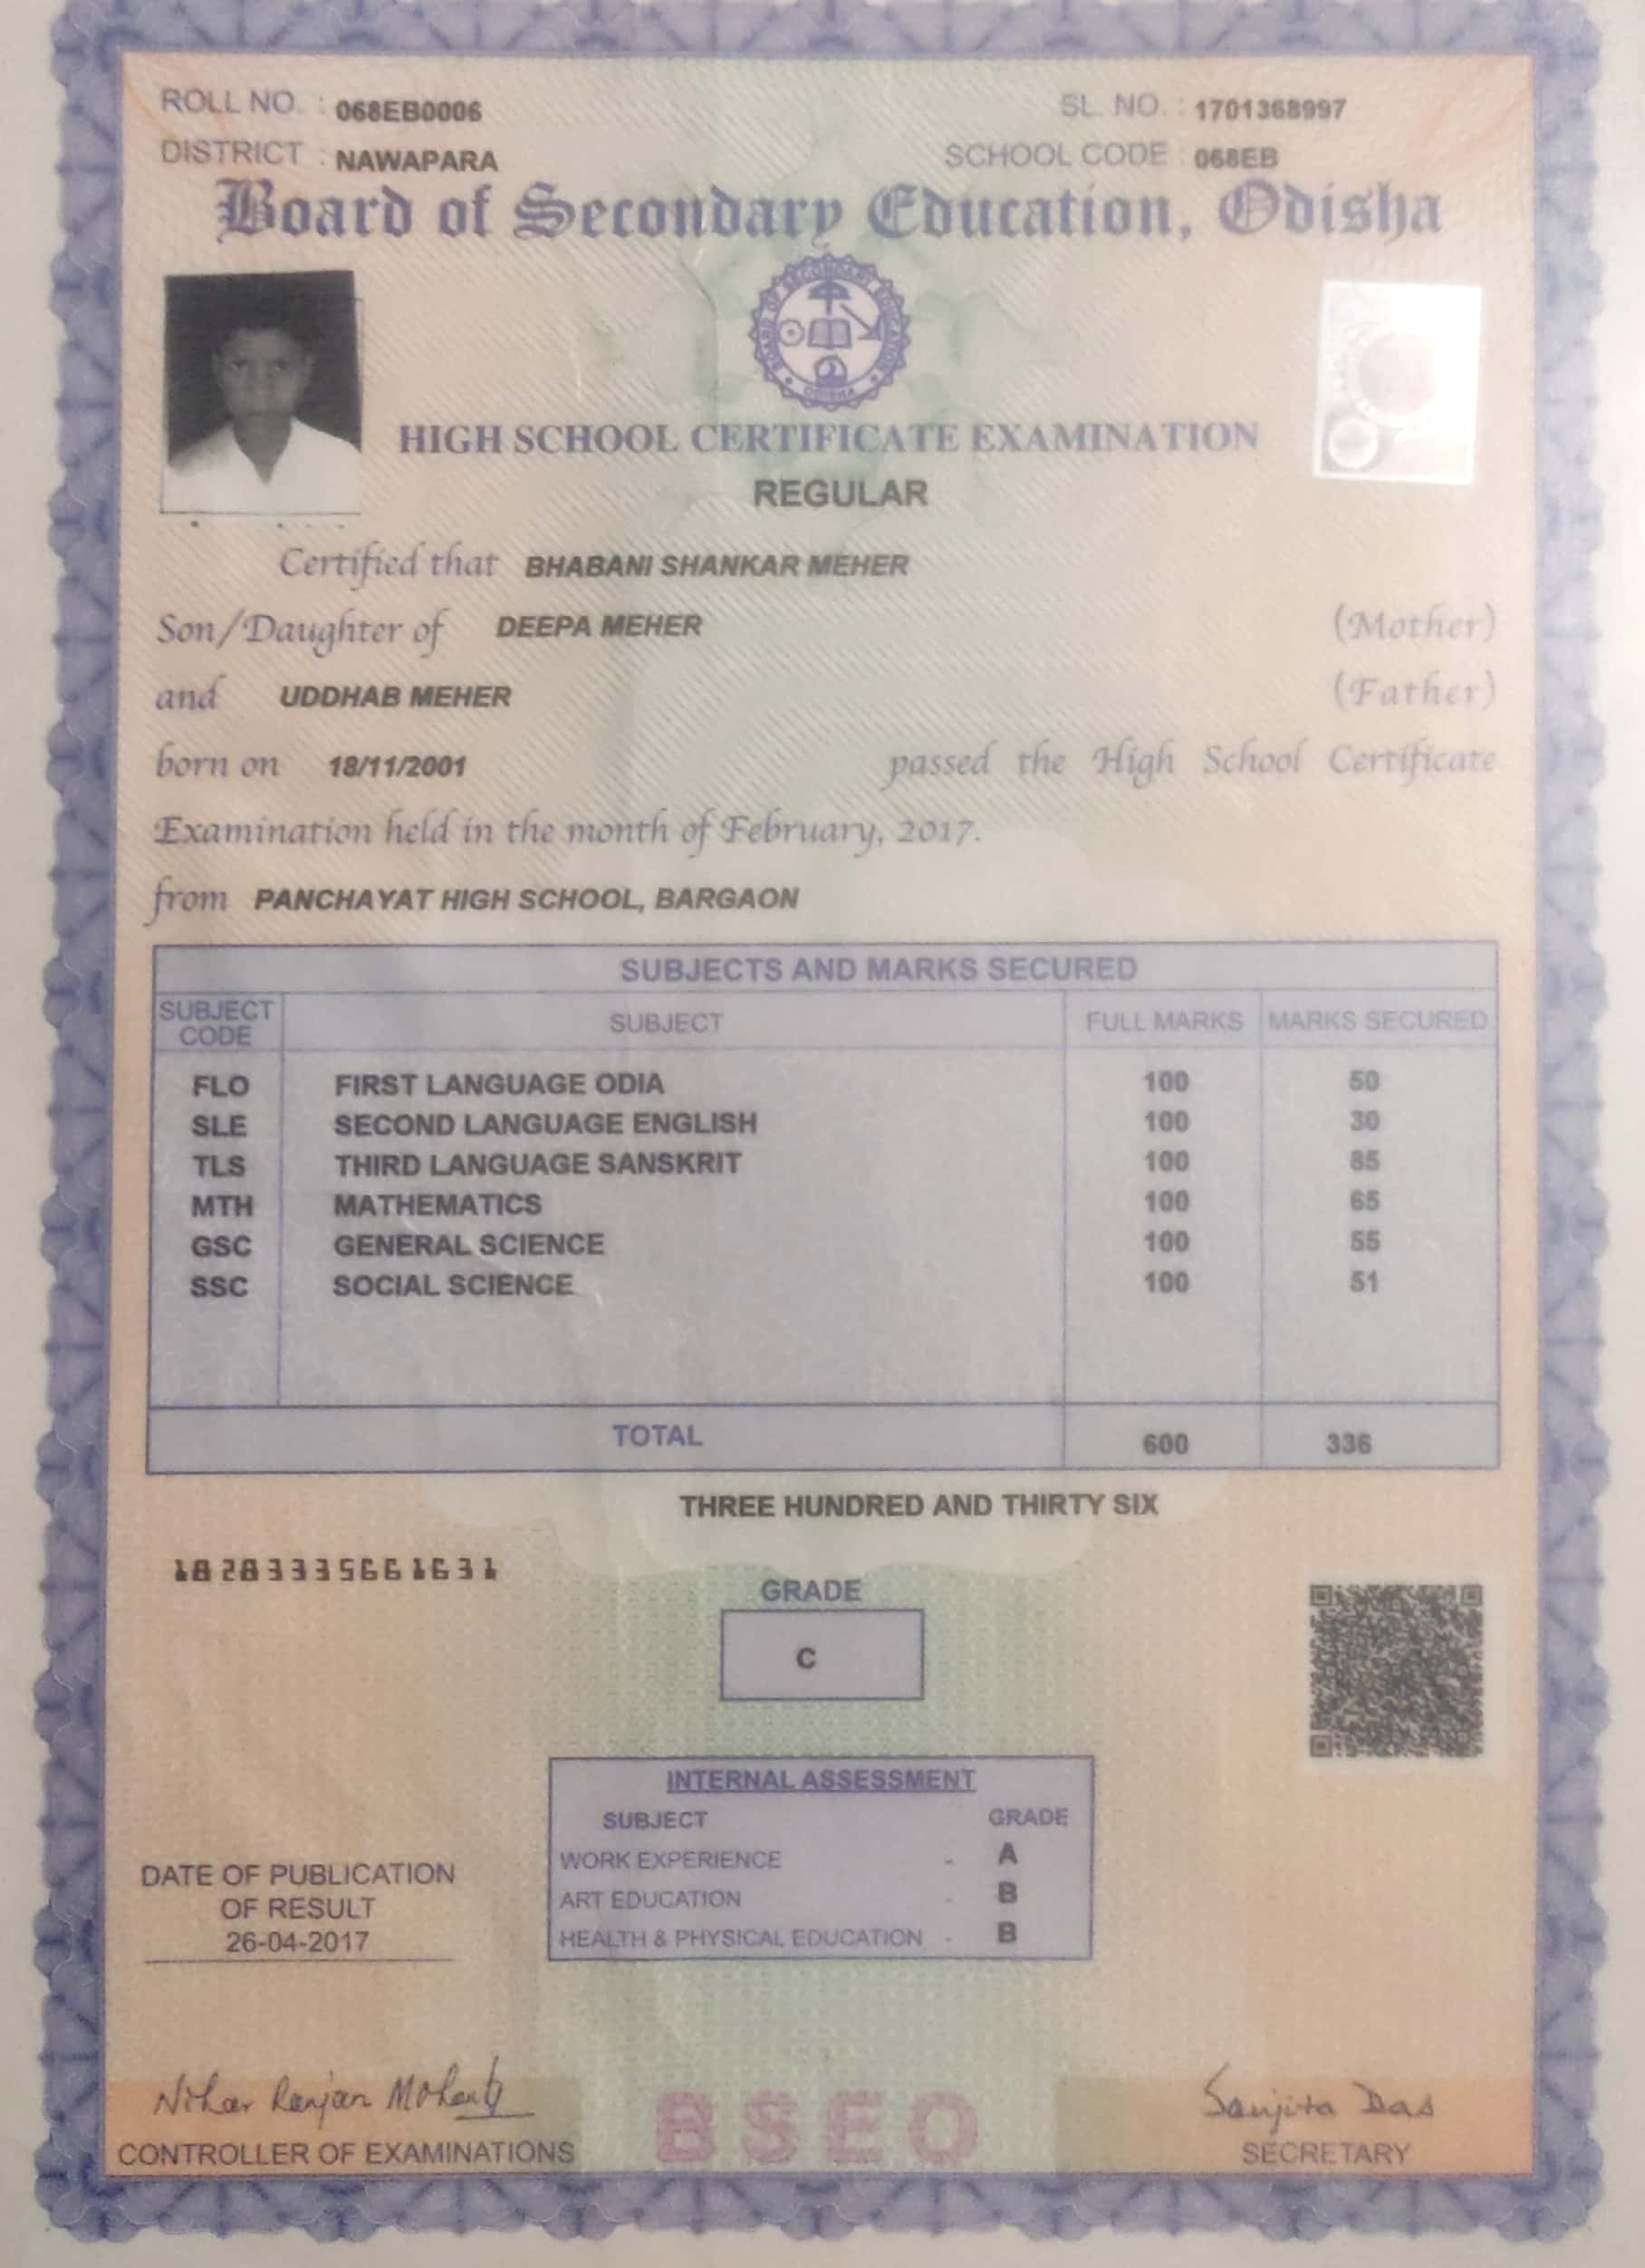 ROLL NO. : 068EB0006 SL. NO. : 1701368997
DISTRICT : NAWAPARA SCHOOL CODE : 068EB
Board of Secondary Education, Odisha
BOARD OF SECONDARY EDUCATION
ODISHA
HIGH SCHOOL CERTIFICATE EXAMINATION
REGULAR
Certified that BHABANI SHANKAR MEHER
Son/Daughter of DEEPA MEHER (Mother)
and UDDHAB MEHER (Father)
born on 18/11/2001 passed the High School Certificate
Examination held in the month of February, 2017.
from PANCHAYAT HIGH SCHOOL, BARGAON
SUBJECTS AND MARKS SECURED
SUBJECT CODE SUBJECT FULL MARKS MARKS SECURED
FLO FIRST LANGUAGE ODIA 100 50
SLE SECOND LANGUAGE ENGLISH 100 30
TLS THIRD LANGUAGE SANSKRIT 100 85
MTH MATHEMATICS 100 65
GSC GENERAL SCIENCE 100 55
SSC SOCIAL SCIENCE 100 51
TOTAL 600 336
THREE HUNDRED AND THIRTY SIX
18283335661631
GRADE
C
INTERNAL ASSESSMENT
SUBJECT GRADE
WORK EXPERIENCE - A
ART EDUCATION - B
HEALTH & PHYSICAL EDUCATION - B
DATE OF PUBLICATION
OF RESULT
26-04-2017
Nihar Ranjan Mohanty
Sanjita Das
BSEO
CONTROLLER OF EXAMINATIONS SECRETARY